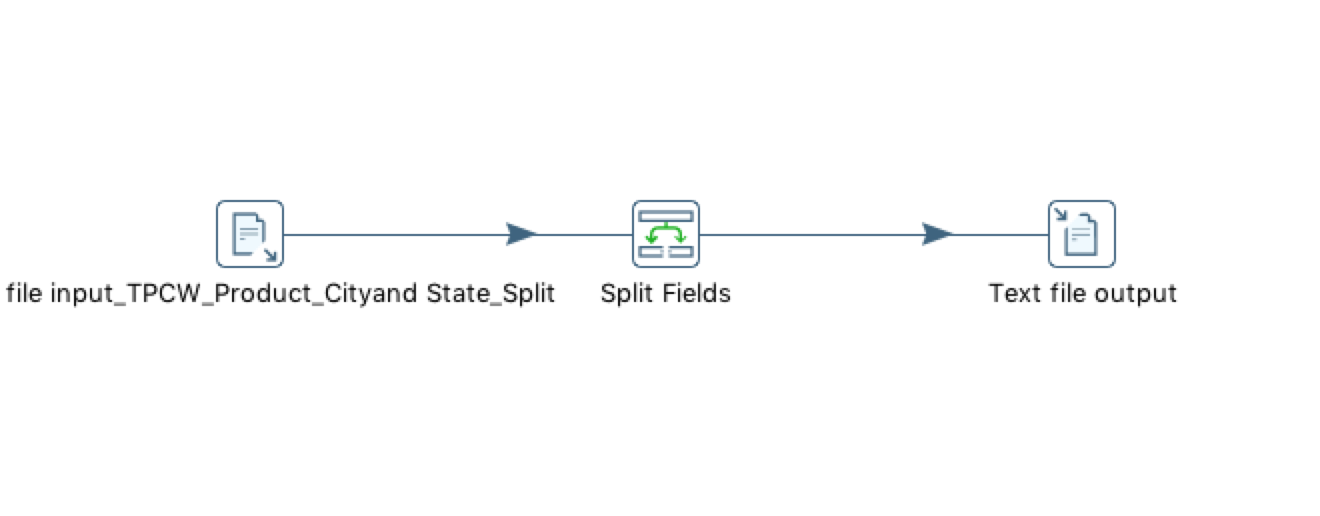 file input_TPCW_Product_Cityand State_Split
Split Fields
Text file output